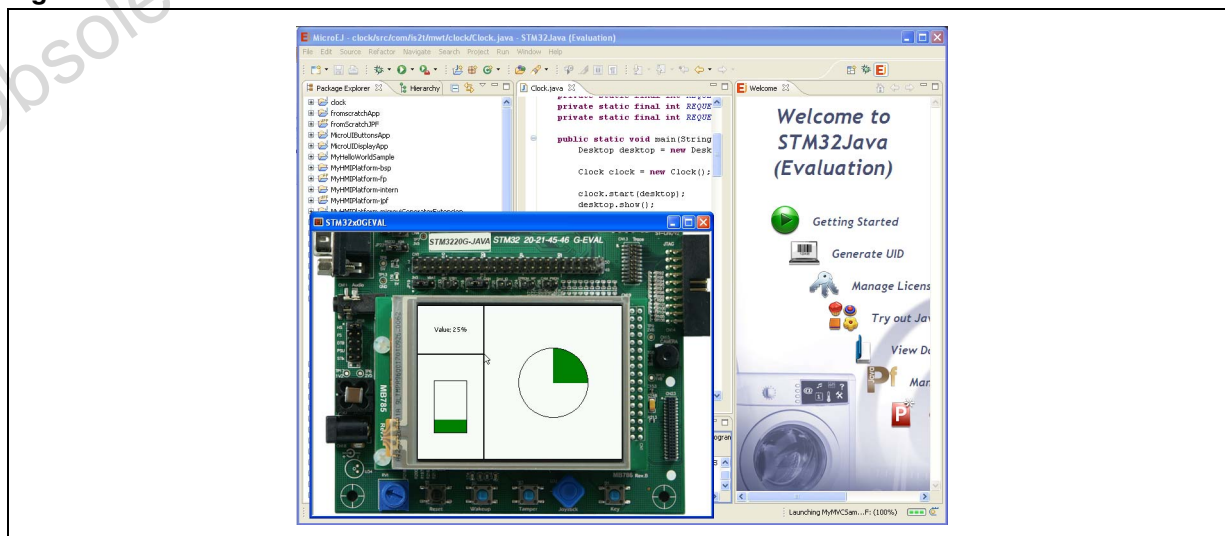 obsole
MicroEJ - clock/src/com/is2t/mwt/clock/Clock.java - STM32Java (Evaluation)
File Edit Source Refactor Navigate Search Project Run Window Help
Package Explorer
Hierarchy
clock
fromscratchApp
fromScratchJPF
MicroUIButtonsApp
MicroUIDisplayApp
MyHelloWorldSample
MyHMIPlatform-bsp
MyHMIPlatform-fp
MyHMIPlatform-intern
MyHMIPlatform-jpf
Clock.java
private static final int REQUE
private static final int REQUE
public static void main(String
Desktop desktop = new Desk
Clock clock = new Clock();
clock.start(desktop);
desktop.show();
Welcome
Welcome to
STM32Java
(Evaluation)
Getting Started
Generate UID
Manage Licens
Try out Jav
View Do
Mar
STM32x0GEVAL
STM3220G-JAVA STM32 20-21-45-46 G-EVAL
Value; 25%
MB785
Reset Wakeup Tamper Joystick Key
Launching MyMVCSam...F: (100%)